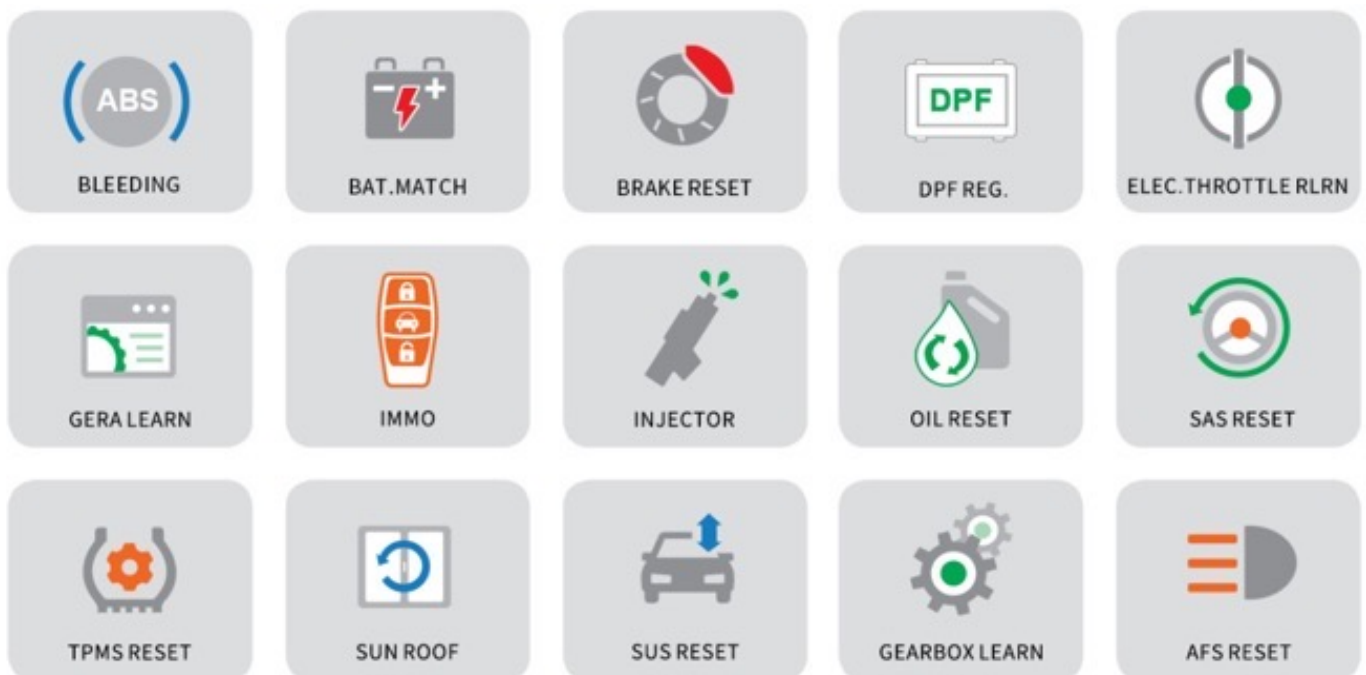 ABS
BLEEDING
BAT.MATCH
BRAKE RESET
DPF
DPF REG.
ELEC.THROTTLE RLRN
GERA LEARN
IMMO
INJECTOR
OIL RESET
SAS RESET
TPMS RESET
SUN ROOF
SUS RESET
GEARBOX LEARN
AFS RESET